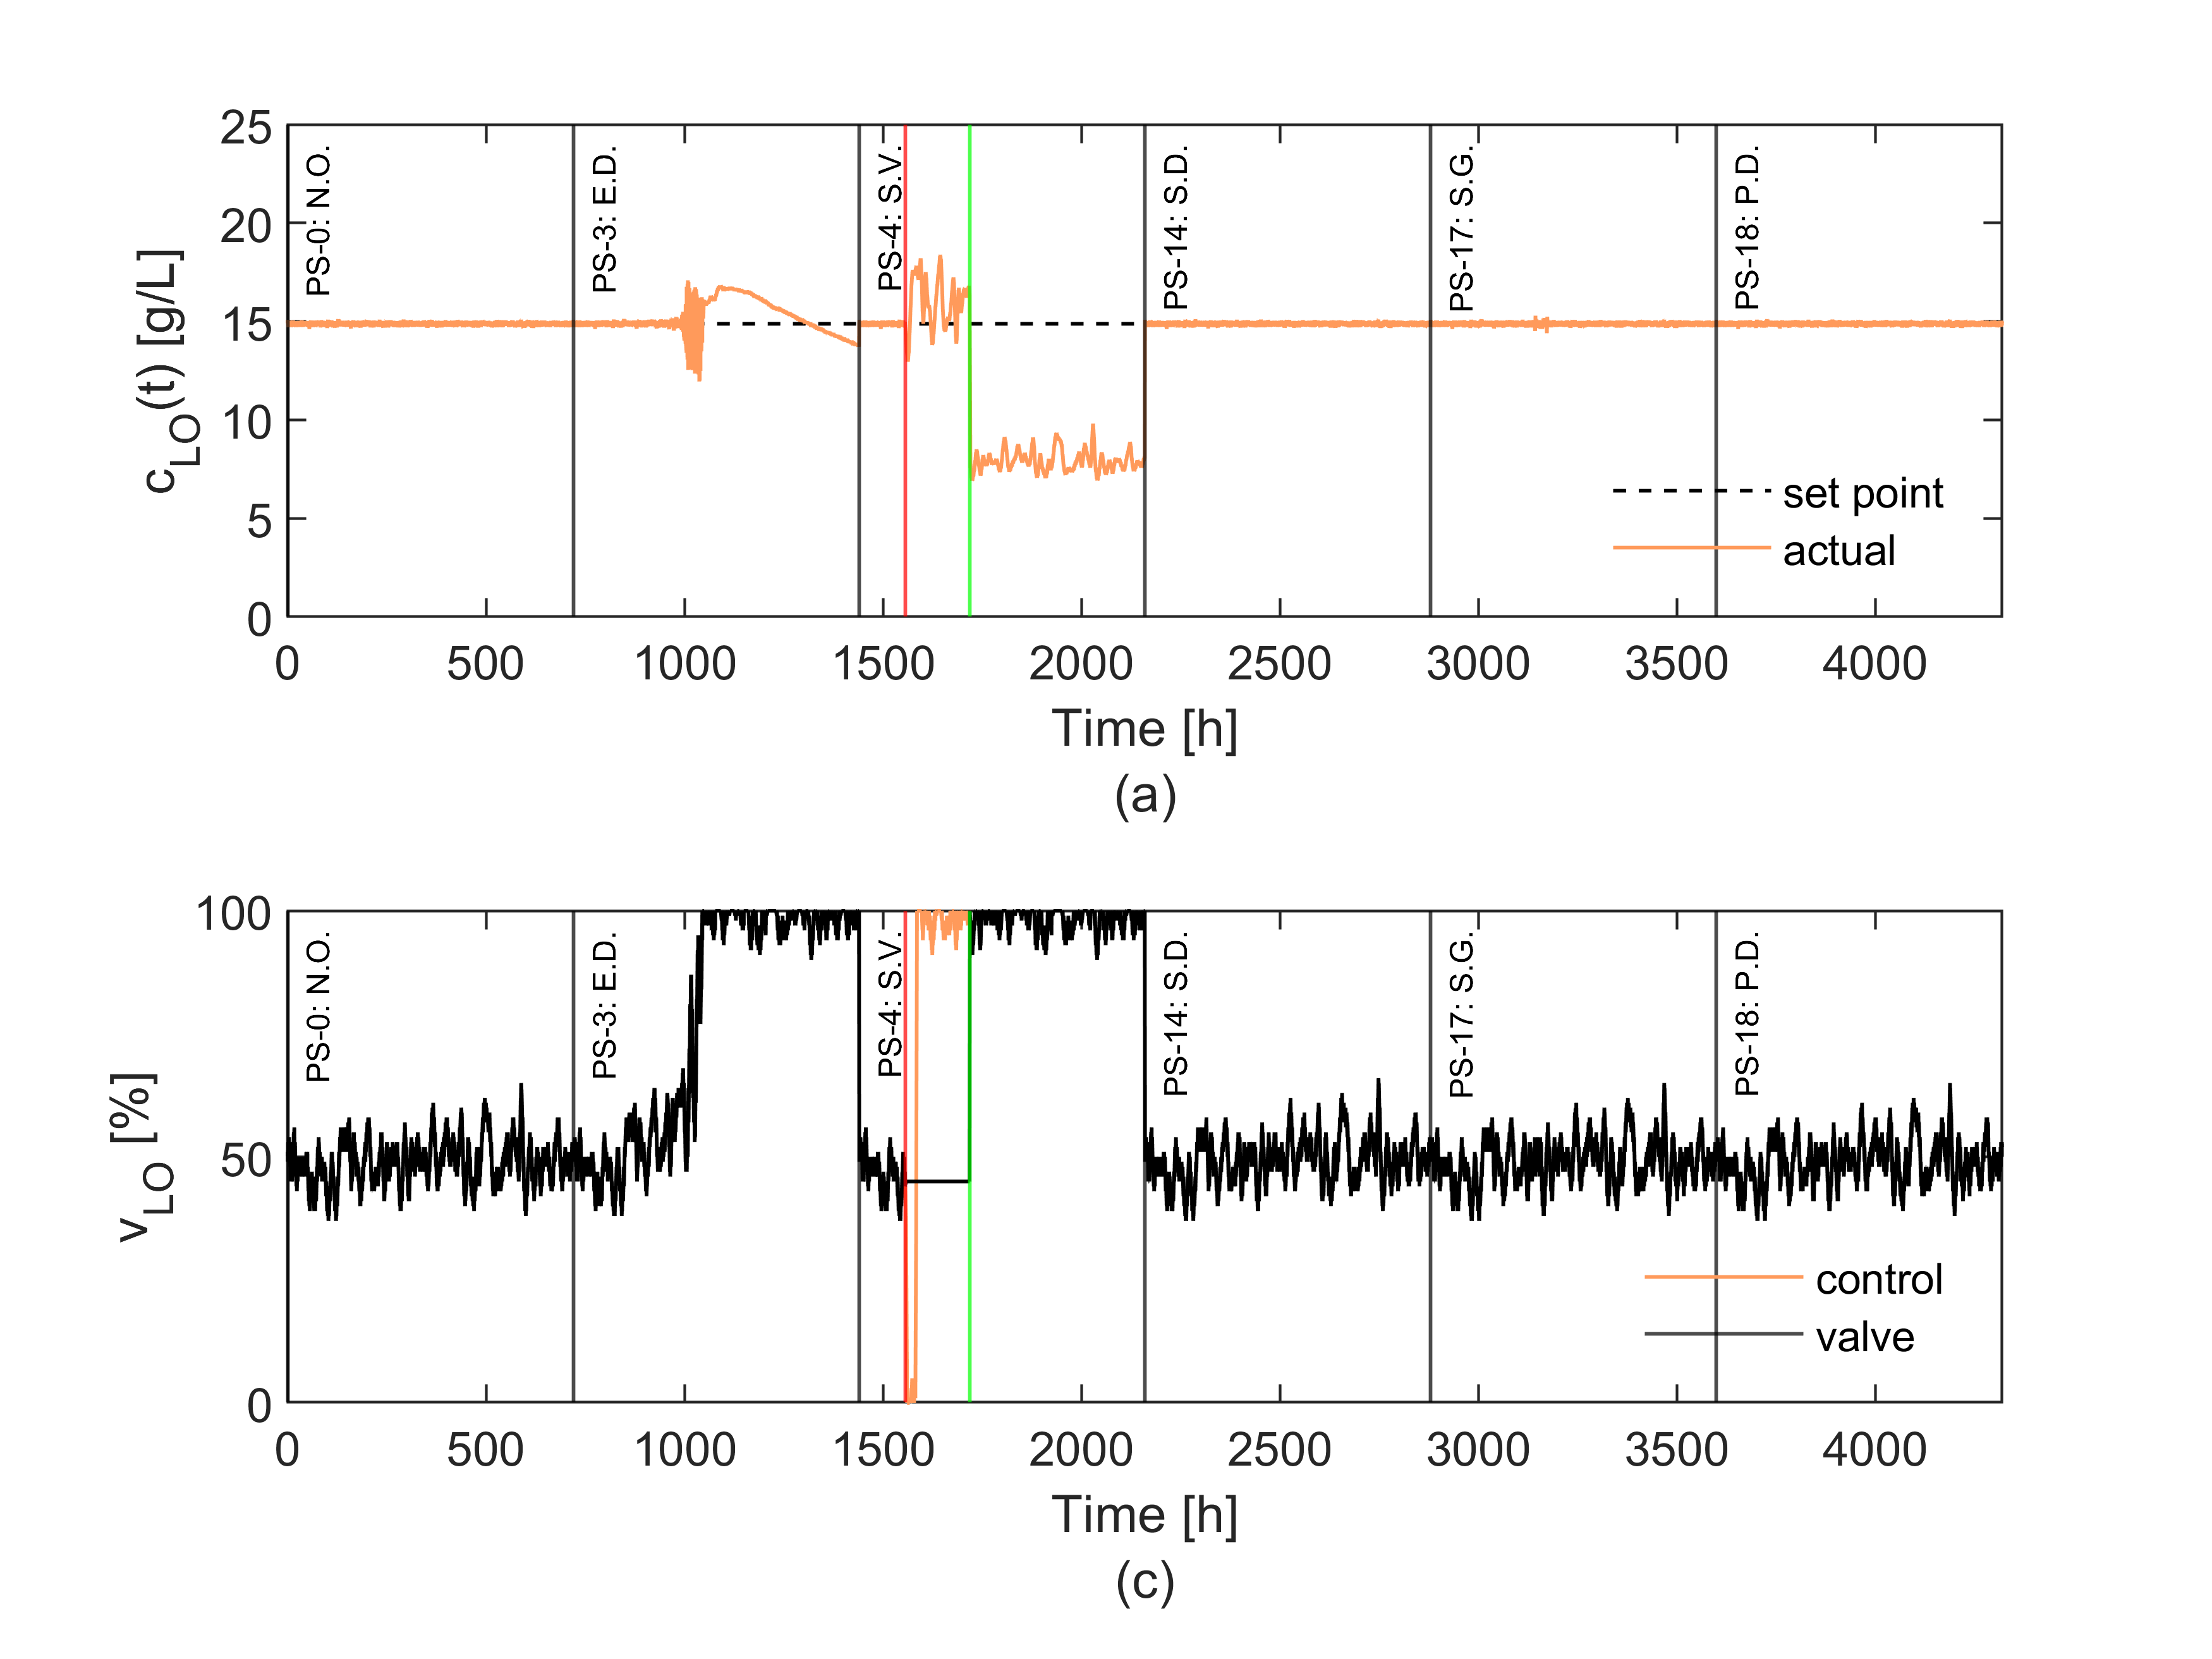 25
20
15
10
5
0
c_LO(t) [g/L]
PS-0: N.O.
PS-3: E.D.
PS-4: S.V.
PS-14: S.D.
PS-17: S.G.
PS-18: P.D.
set point
actual
0 500 1000 1500 2000 2500 3000 3500 4000
Time [h]
(a)
100
50
0
v_LO [%]
PS-0: N.O.
PS-3: E.D.
PS-4: S.V.
PS-14: S.D.
PS-17: S.G.
PS-18: P.D.
control
valve
0 500 1000 1500 2000 2500 3000 3500 4000
Time [h]
(c)